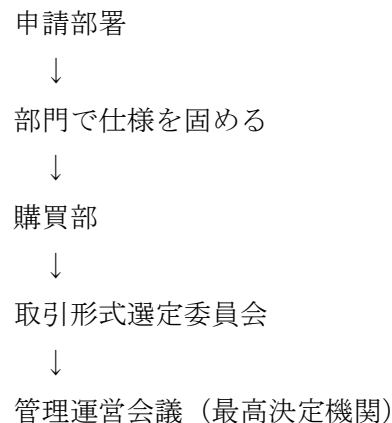 申請部署
↓
部門で仕様を固める
↓
購買部
↓
取引形式選定委員会
↓
管理運営会議（最高決定機関）